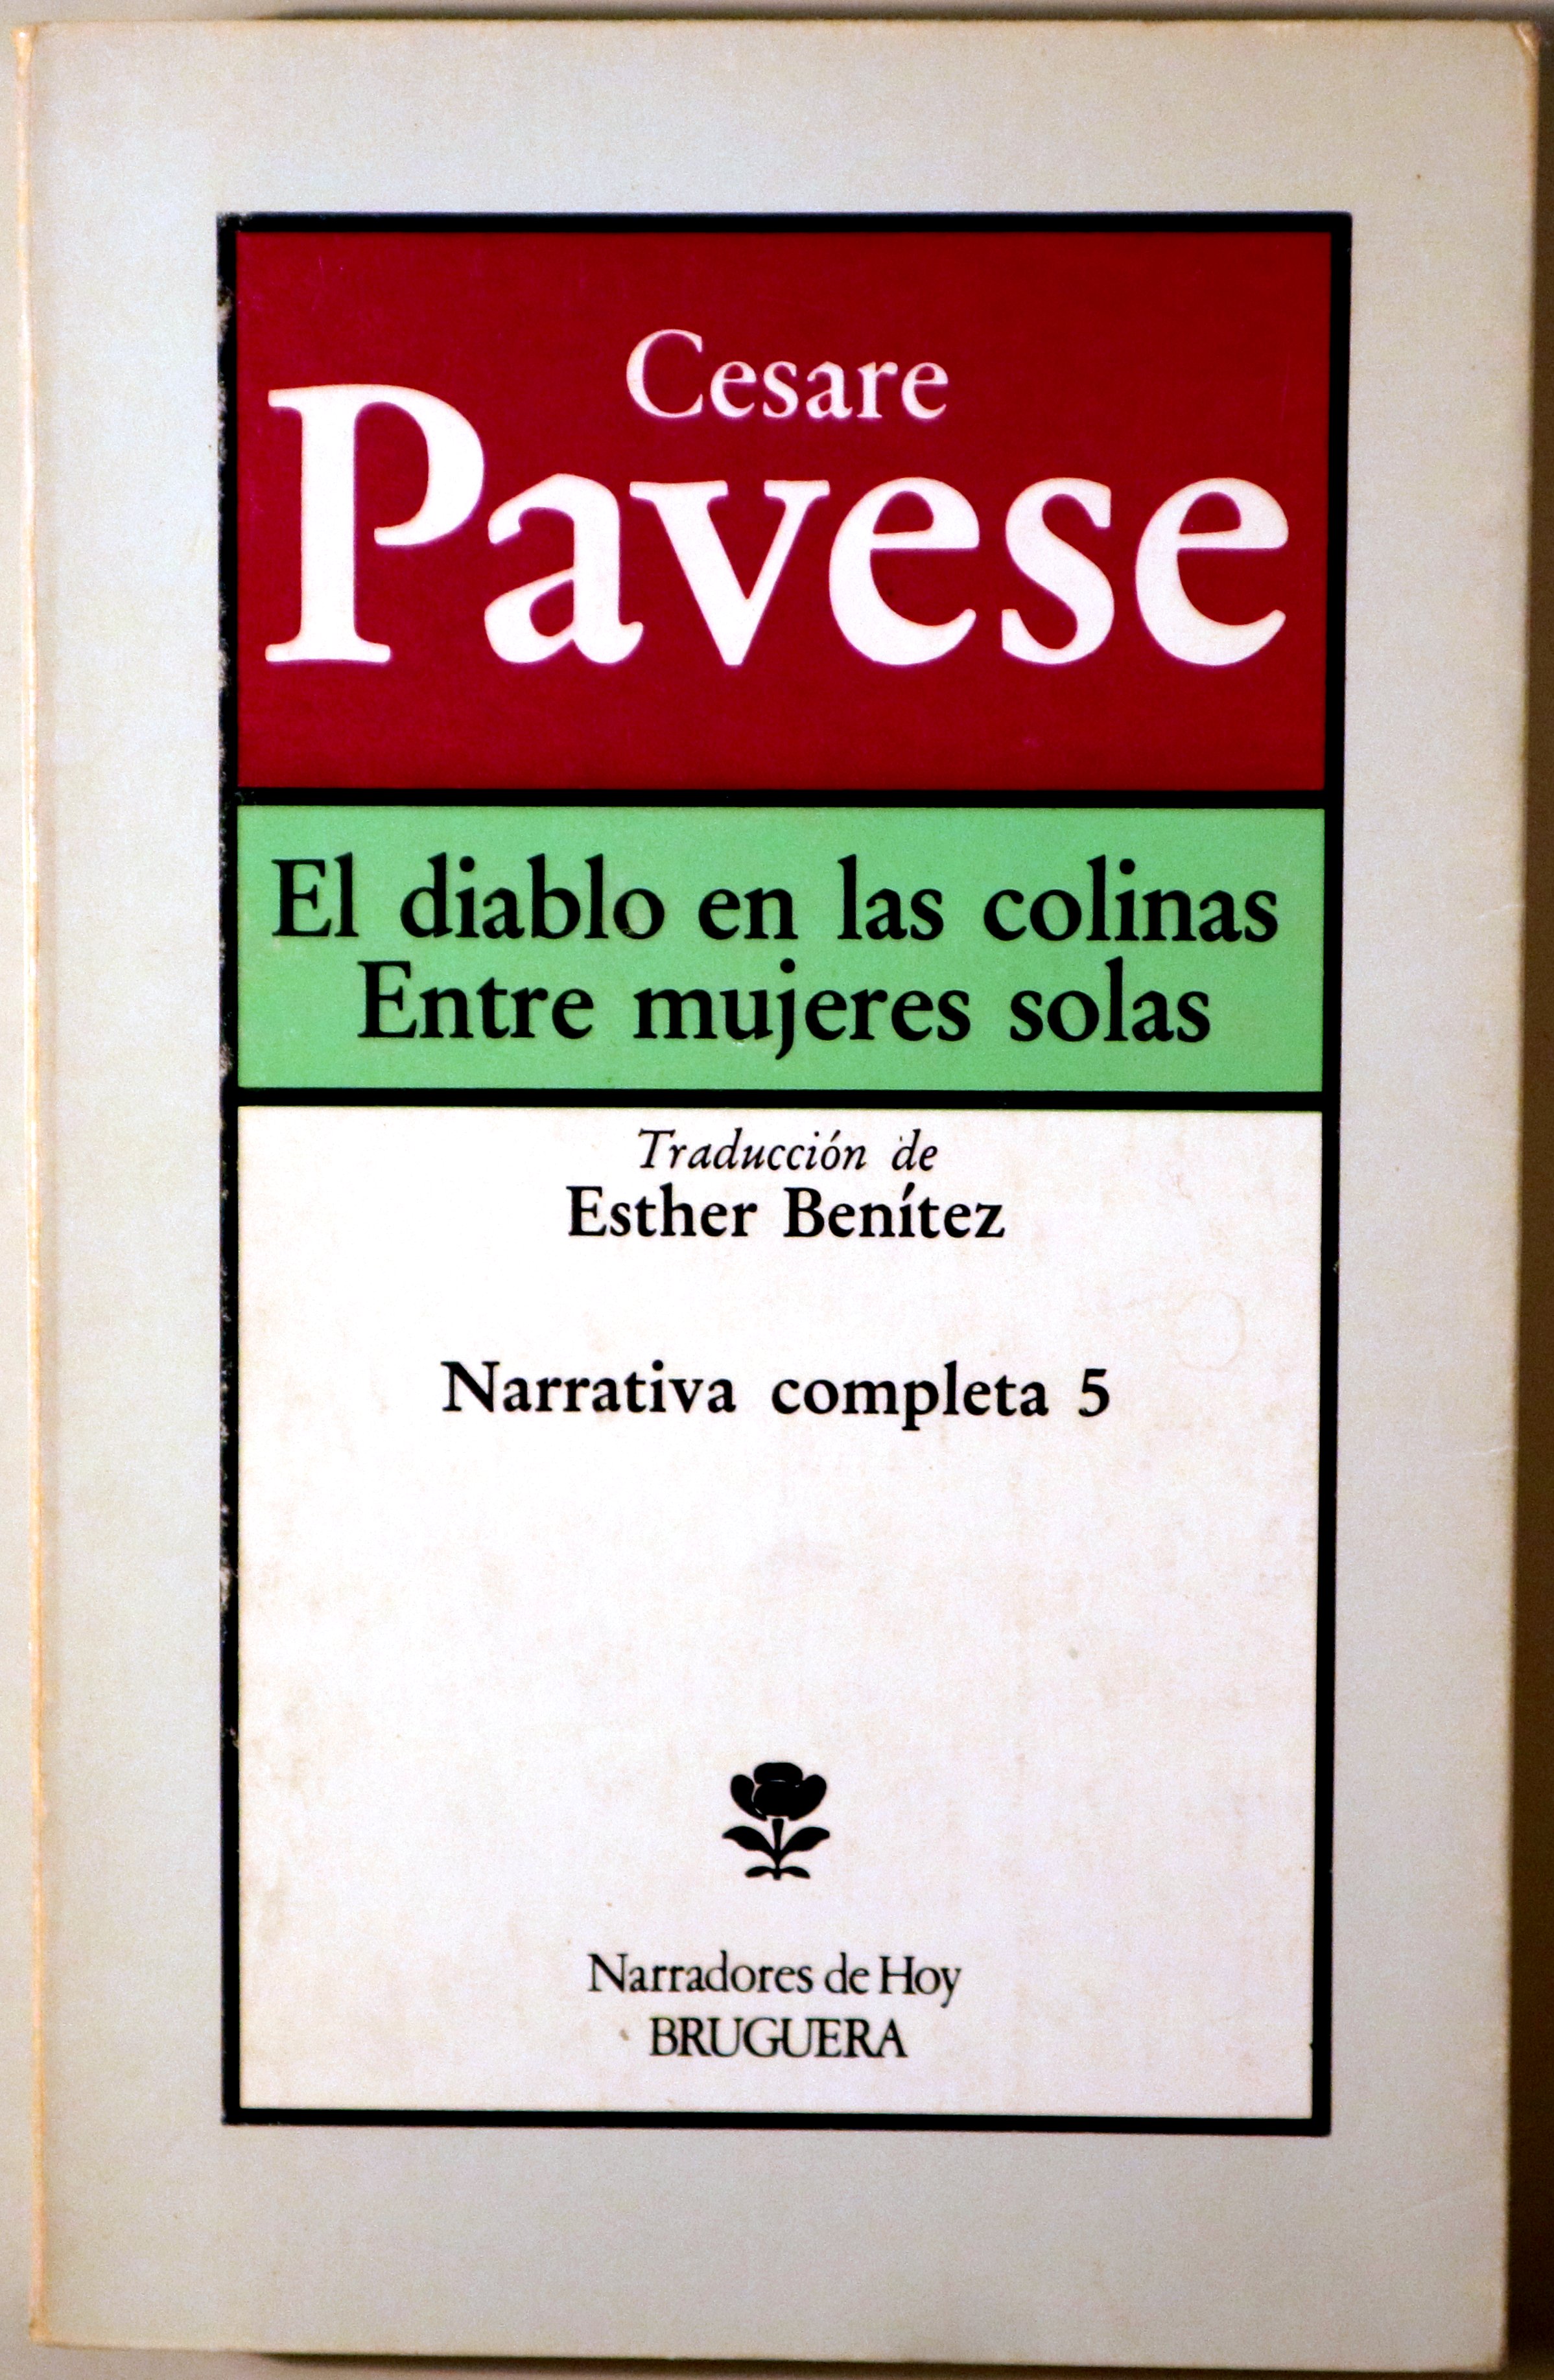 Cesare
Pavese
El diablo en las colinas
Entre mujeres solas
Traducción de
Esther Benítez
Narrativa completa 5
Narradores de Hoy
BRUGUERA